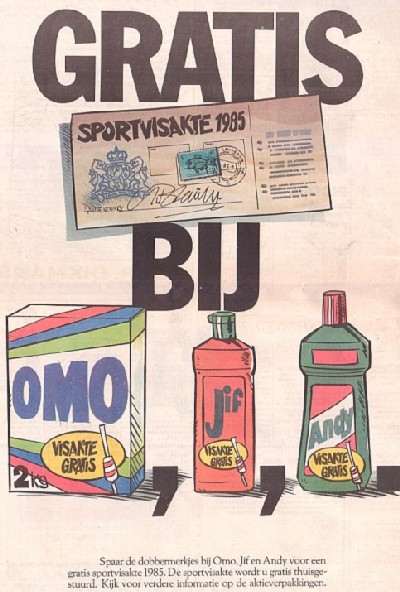 GRATIS
SPORTVISAKTE 1985
BIJ
OMO
VISAKTE
GRATIS
2KG
,
Jif
VISAKTE
GRATIS
,
Andy
VISAKTE
GRATIS
.
Spaar de dobbermerkjes bij Omo, Jif en Andy voor een
gratis sportvisakte 1985. De sportvisakte wordt u gratis thuisge-
stuurd. Kijk voor verdere informatie op de aktieverpakkingen.